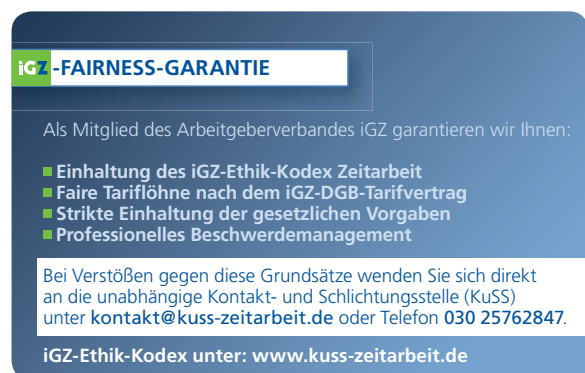 iGZ-FAIRNESS-GARANTIE
Als Mitglied des Arbeitgeberverbandes iGZ garantieren wir Ihnen:
Einhaltung des iGZ-Ethik-Kodex Zeitarbeit
Faire Tariflöhne nach dem iGZ-DGB-Tarifvertrag
Strikte Einhaltung der gesetzlichen Vorgaben
Professionelles Beschwerdemanagement
Bei Verstößen gegen diese Grundsätze wenden Sie sich direkt
an die unabhängige Kontakt- und Schlichtungsstelle (KuSS)
unter kontakt@kuss-zeitarbeit.de oder Telefon 030 25762847.
iGZ-Ethik-Kodex unter: www.kuss-zeitarbeit.de